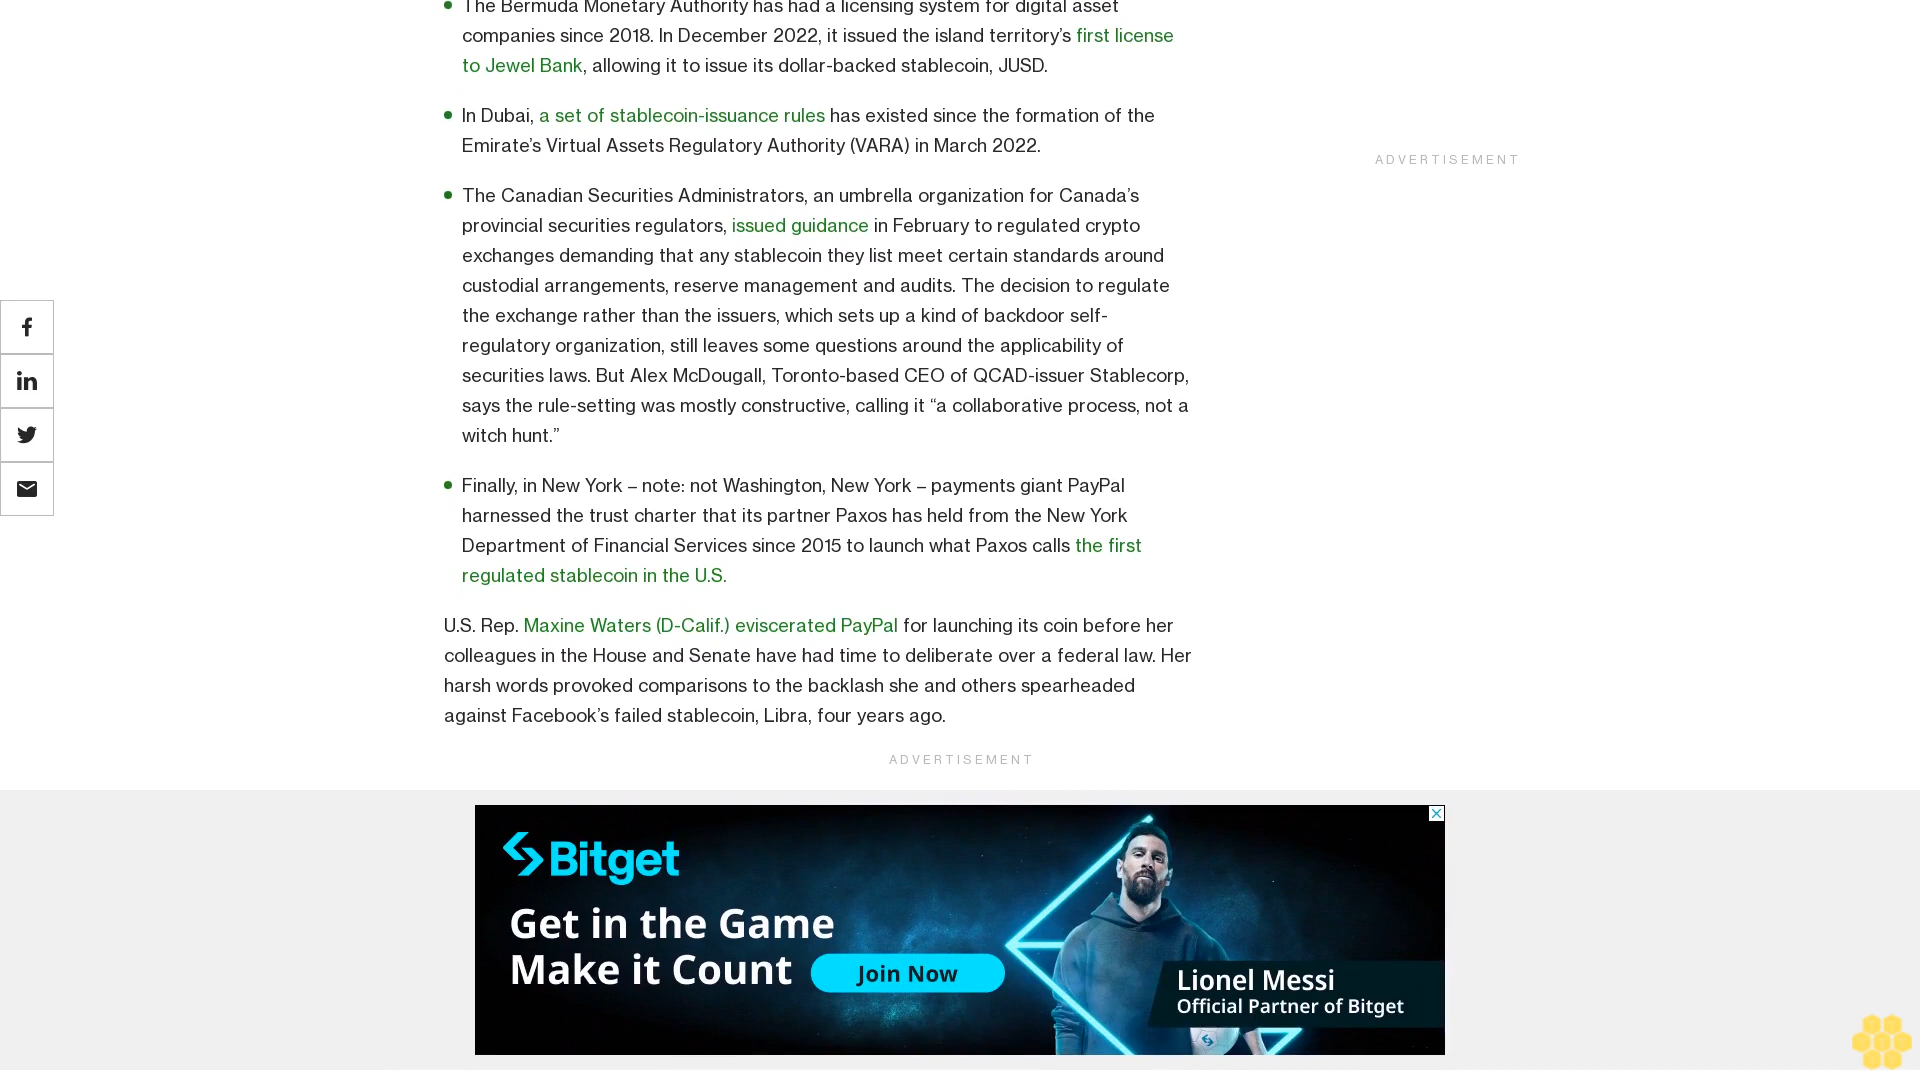 The Bermuda Monetary Authority has had a licensing system for digital asset
companies since 2018. In December 2022, it issued the island territory’s first license
to Jewel Bank, allowing it to issue its dollar-backed stablecoin, JUSD.
In Dubai, a set of stablecoin-issuance rules has existed since the formation of the
Emirate’s Virtual Assets Regulatory Authority (VARA) in March 2022.
ADVERTISEMENT
The Canadian Securities Administrators, an umbrella organization for Canada’s
provincial securities regulators, issued guidance in February to regulated crypto
exchanges demanding that any stablecoin they list meet certain standards around
custodial arrangements, reserve management and audits. The decision to regulate
the exchange rather than the issuers, which sets up a kind of backdoor self-
regulatory organization, still leaves some questions around the applicability of
securities laws. But Alex McDougall, Toronto-based CEO of QCAD-issuer Stablecorp,
says the rule-setting was mostly constructive, calling it “a collaborative process, not a
witch hunt.”
Finally, in New York – note: not Washington, New York – payments giant PayPal
harnessed the trust charter that its partner Paxos has held from the New York
Department of Financial Services since 2015 to launch what Paxos calls the first
regulated stablecoin in the U.S.
U.S. Rep. Maxine Waters (D-Calif.) eviscerated PayPal for launching its coin before her
colleagues in the House and Senate have had time to deliberate over a federal law. Her
harsh words provoked comparisons to the backlash she and others spearheaded
against Facebook’s failed stablecoin, Libra, four years ago.
ADVERTISEMENT
Bitget
Get in the Game
Make it Count
Join Now
Lionel Messi
Official Partner of Bitget